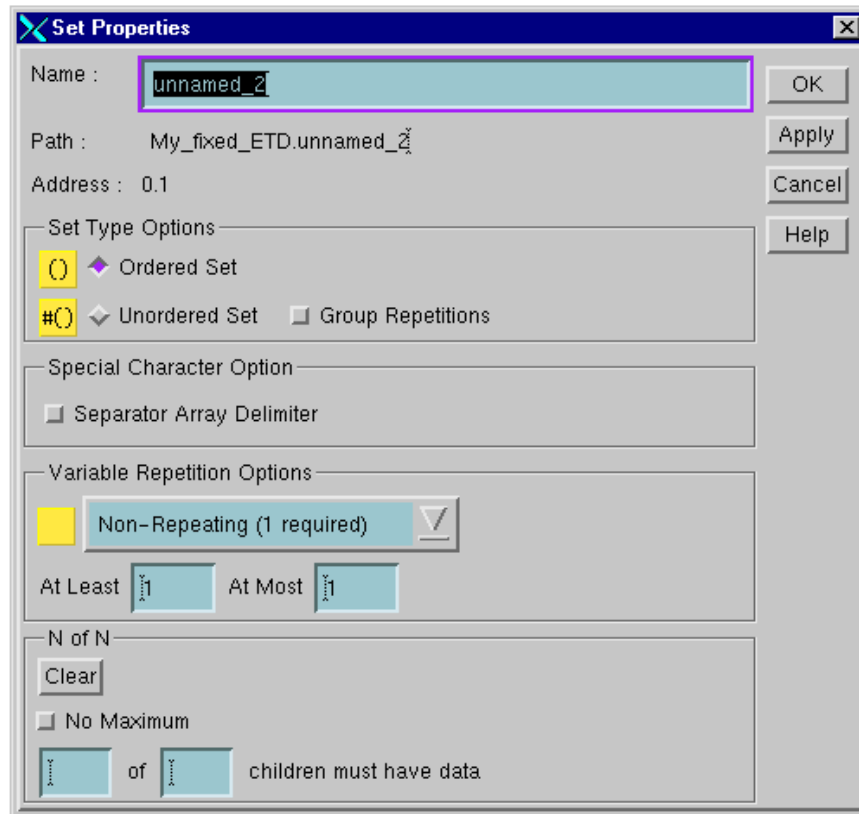 Set Properties
Name :
unnamed_2
OK
Path :
My_fixed_ETD.unnamed_2
Apply
Address : 0.1
Cancel
Set Type Options
Help
() Ordered Set
#() Unordered Set Group Repetitions
Special Character Option
Separator Array Delimiter
Variable Repetition Options
Non-Repeating (1 required)
At Least 1 At Most 1
N of N
Clear
No Maximum
of children must have data